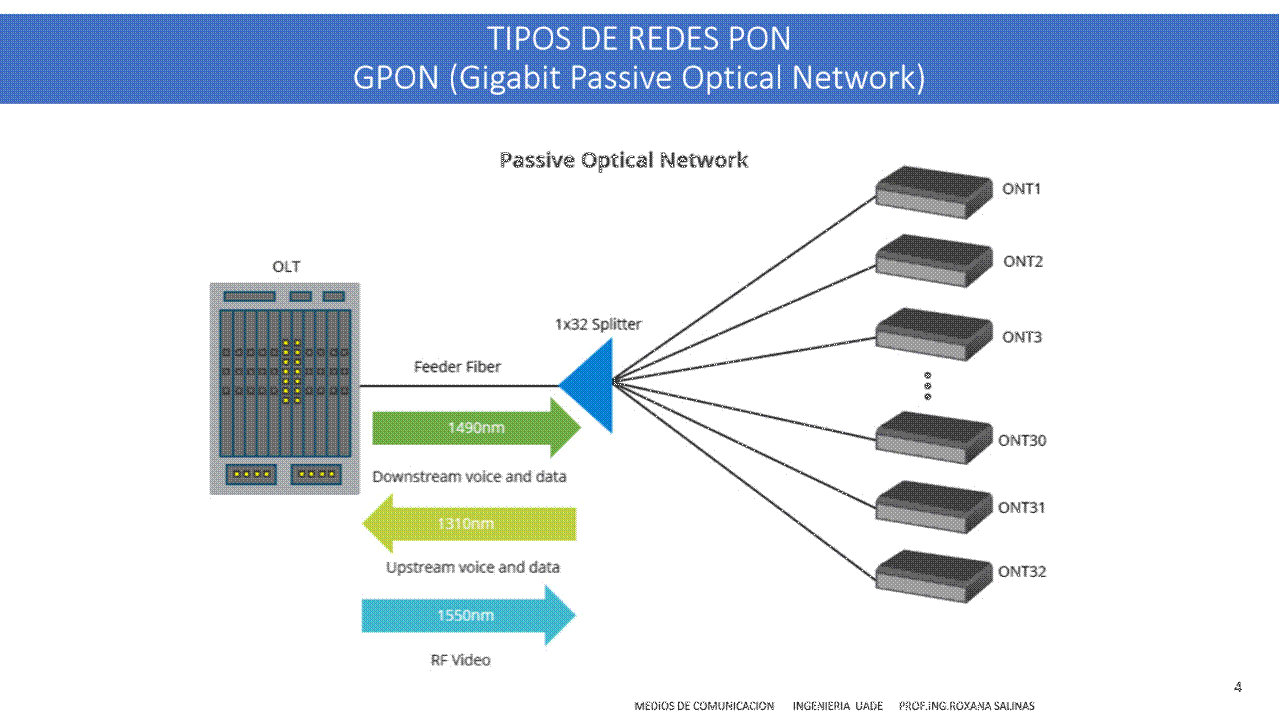 TIPOS DE REDES PON
GPON (Gigabit Passive Optical Network)
Passive Optical Network
ONT1
OLT
ONT2
1x32 Splitter
ONT3
Feeder Fiber
1490nm
ONT30
Downstream voice and data
ONT31
1310nm
Upstream voice and data
ONT32
1550nm
RF Video
4
MEDIOS DE COMUNICACION INGENIERIA UADE PROF.ING.ROXANA SALINAS